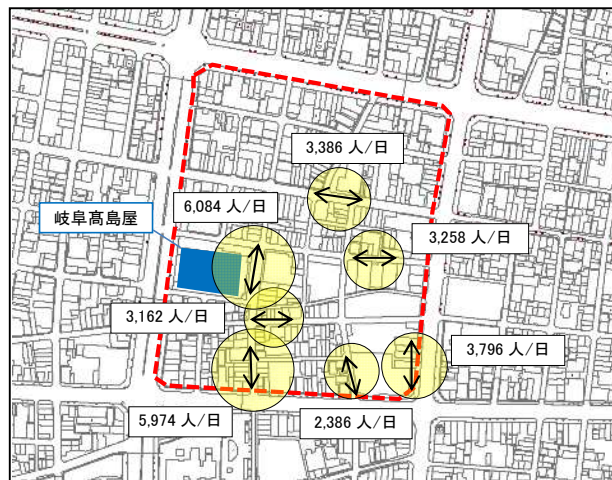 3,386 人/日
6,084 人/日
岐阜髙島屋
3,258 人/日
3,162 人/日
3,796 人/日
5,974 人/日
2,386 人/日